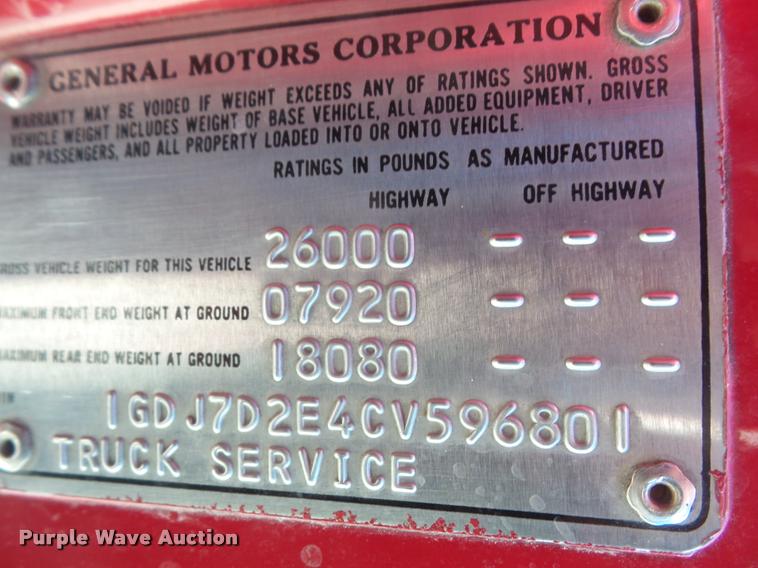 GENERAL MOTORS CORPORATION
WARRANTY MAY BE VOIDED IF WEIGHT EXCEEDS ANY OF RATINGS SHOWN. GROSS
VEHICLE WEIGHT INCLUDES WEIGHT OF BASE VEHICLE, ALL ADDED EQUIPMENT, DRIVER
AND PASSENGERS, AND ALL PROPERTY LOADED INTO OR ONTO VEHICLE.
RATINGS IN POUNDS AS MANUFACTURED
HIGHWAY OFF HIGHWAY
GROSS VEHICLE WEIGHT FOR THIS VEHICLE 26000 - - -
MAXIMUM FRONT END WEIGHT AT GROUND 07920 - - -
MAXIMUM REAR END WEIGHT AT GROUND 18080 - - -
VIN 1GDJ7D2E4CV596801
TRUCK SERVICE
Purple Wave Auction